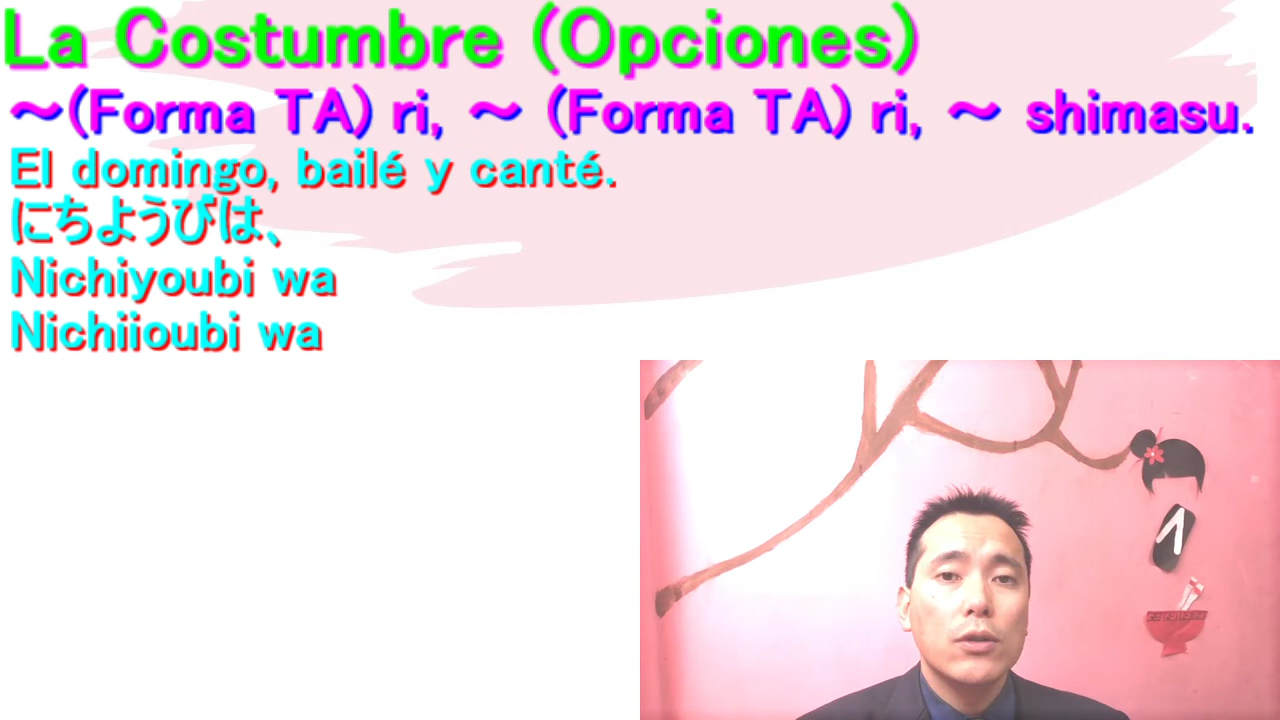 La Costumbre (Opciones)
～(Forma TA) ri, ～ (Forma TA) ri, ～ shimasu.
El domingo, bailé y canté.
にちようびは、
Nichiyoubi wa
Nichiioubi wa